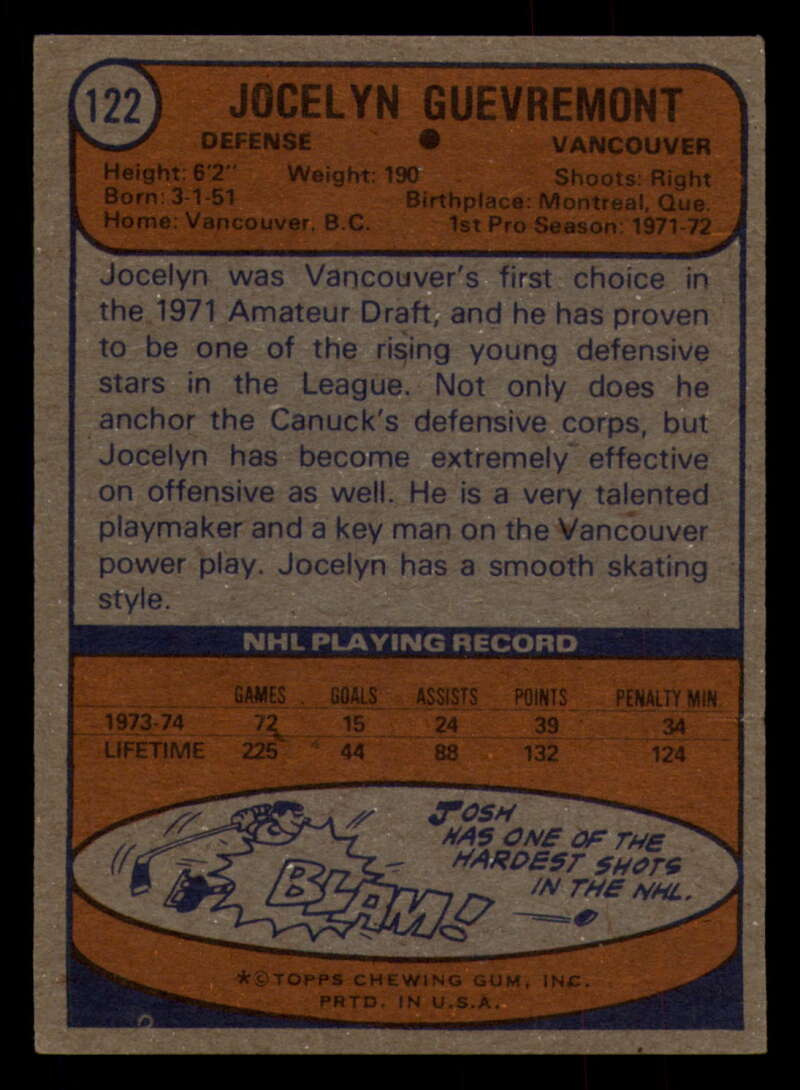 122
JOCELYN GUEVREMONT
DEFENSE ● VANCOUVER
Height: 6'2" Weight: 190 Shoots: Right
Born: 3-1-51 Birthplace: Montreal, Que.
Home: Vancouver, B.C. 1st Pro Season: 1971-72
Jocelyn was Vancouver's first choice in
the 1971 Amateur Draft, and he has proven
to be one of the rising young defensive
stars in the League. Not only does he
anchor the Canuck's defensive corps, but
Jocelyn has become extremely effective
on offensive as well. He is a very talented
playmaker and a key man on the Vancouver
power play. Jocelyn has a smooth skating
style.
NHL PLAYING RECORD
GAMES GOALS ASSISTS POINTS PENALTY MIN.
1973-74 72 15 24 39 34
LIFETIME 225 44 88 132 124
JOSH
HAS ONE OF THE
HARDEST SHOTS
IN THE NHL.
BLAM!
*©TOPPS CHEWING GUM, INC.
PRTD. IN U.S.A.